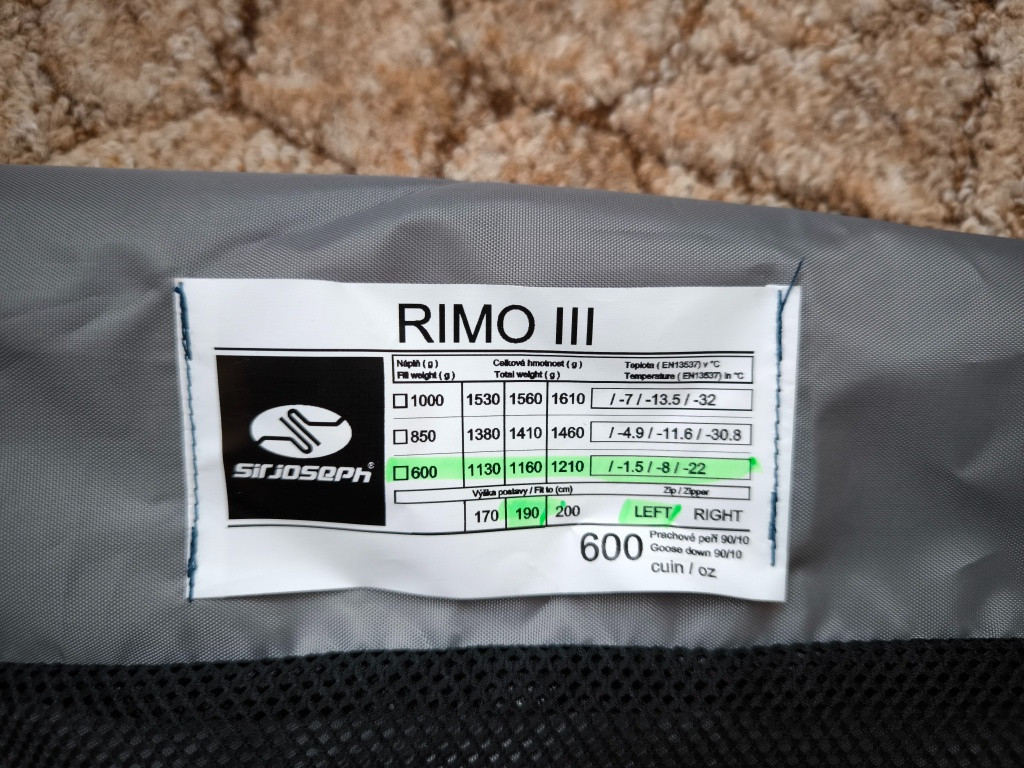 RIMO III
Náplň ( g ) Celková hmotnost ( g ) Teplota ( EN13537) v °C
Fill weight ( g ) Total weight ( g ) Temperature ( EN13537) in °C
1000 1530 1560 1610 / -7 / -13.5 / -32
850 1380 1410 1460 / -4.9 / -11.6 / -30.8
600 1130 1160 1210 / -1.5 / -8 / -22
SIRJOSEPH®
Výška postavy / Fit to (cm) Zip / Zipper
170 190 200 LEFT RIGHT
600 Prachové peří 90/10
Goose down 90/10
cuin / oz